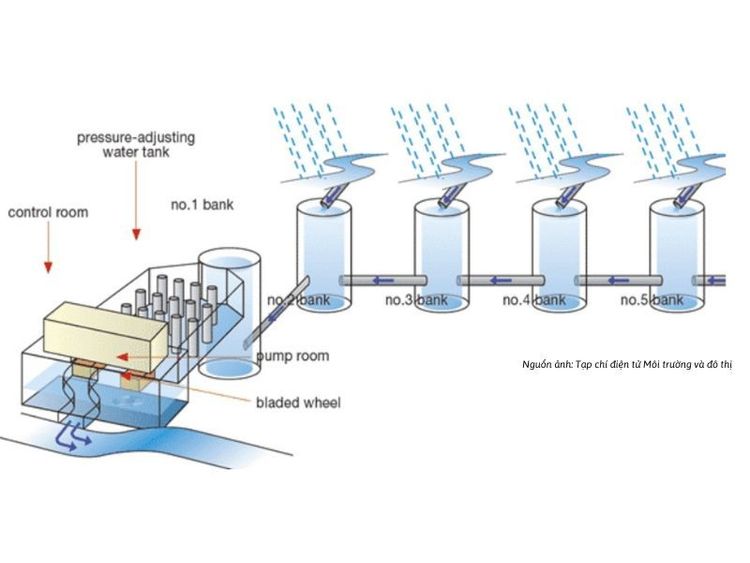 pressure-adjusting
water tank
control room
no.1 bank
no.2 bank
no.3 bank
no.4 bank
no.5 bank
pump room
Nguồn ảnh: Tạp chí điện tử Môi trường và đô thị
bladed wheel